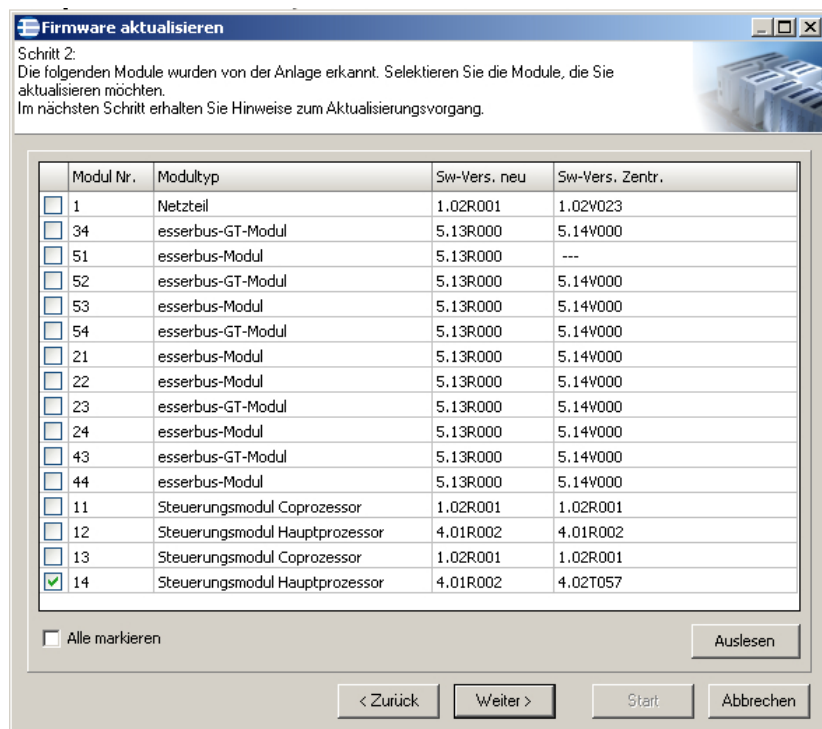 Firmware aktualisieren
Schritt 2:
Die folgenden Module wurden von der Anlage erkannt. Selektieren Sie die Module, die Sie
aktualisieren möchten.
Im nächsten Schritt erhalten Sie Hinweise zum Aktualisierungsvorgang.
Modul Nr. Modultyp Sw-Vers. neu Sw-Vers. Zentr.
1 Netzteil 1.02R001 1.02V023
34 esserbus-GT-Modul 5.13R000 5.14V000
51 esserbus-Modul 5.13R000 ---
52 esserbus-GT-Modul 5.13R000 5.14V000
53 esserbus-Modul 5.13R000 5.14V000
54 esserbus-GT-Modul 5.13R000 5.14V000
21 esserbus-Modul 5.13R000 5.14V000
22 esserbus-Modul 5.13R000 5.14V000
23 esserbus-GT-Modul 5.13R000 5.14V000
24 esserbus-Modul 5.13R000 5.14V000
43 esserbus-GT-Modul 5.13R000 5.14V000
44 esserbus-Modul 5.13R000 5.14V000
11 Steuerungsmodul Coprozessor 1.02R001 1.02R001
12 Steuerungsmodul Hauptprozessor 4.01R002 4.01R002
13 Steuerungsmodul Coprozessor 1.02R001 1.02R001
14 Steuerungsmodul Hauptprozessor 4.01R002 4.02T057
Alle markieren Auslesen
< Zurück Weiter > Start Abbrechen